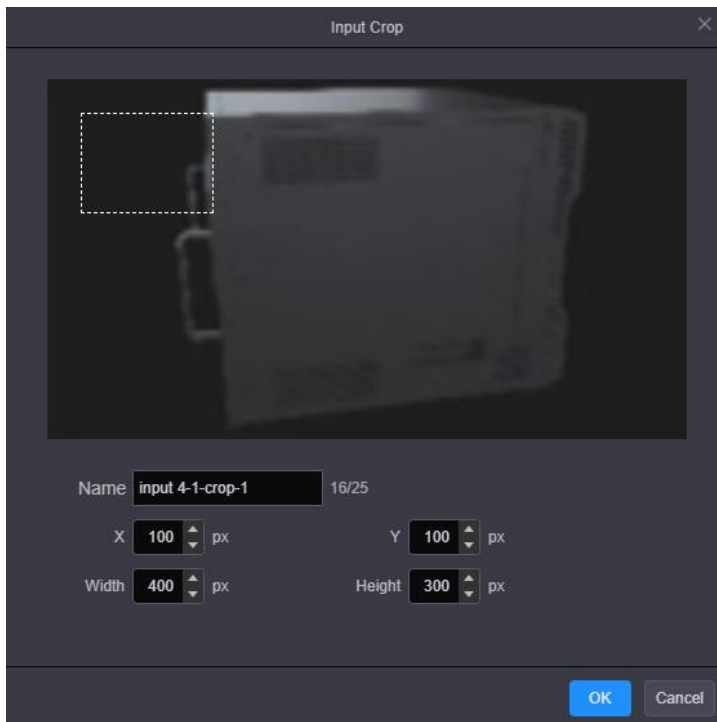 Input Crop
Name input 4-1-crop-1 16/25
X 100 px Y 100 px
Width 400 px Height 300 px
OK Cancel